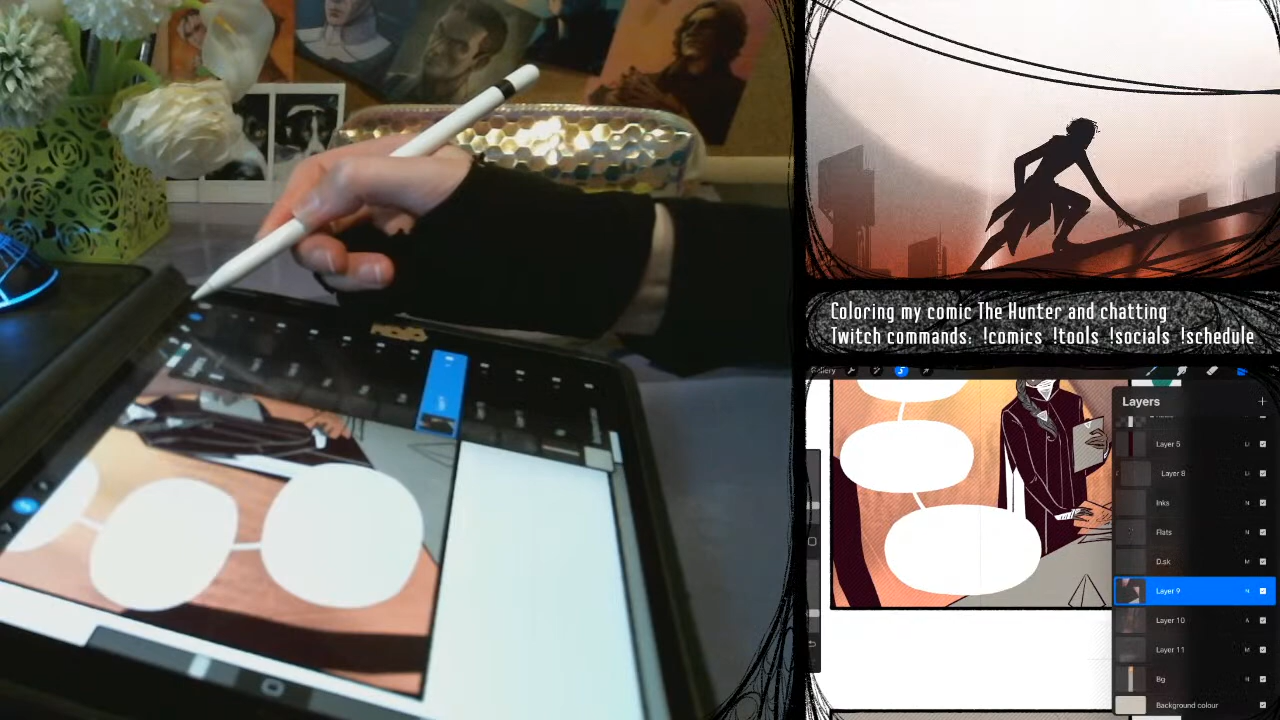 Coloring my comic The Hunter and chatting
Twitch commands: !comics !tools !socials !schedule
Gallery
Layers
Layer 5
Layer 8
Inks
Flats
Layer 9
Layer 10
Layer 11
Bg
Background colour